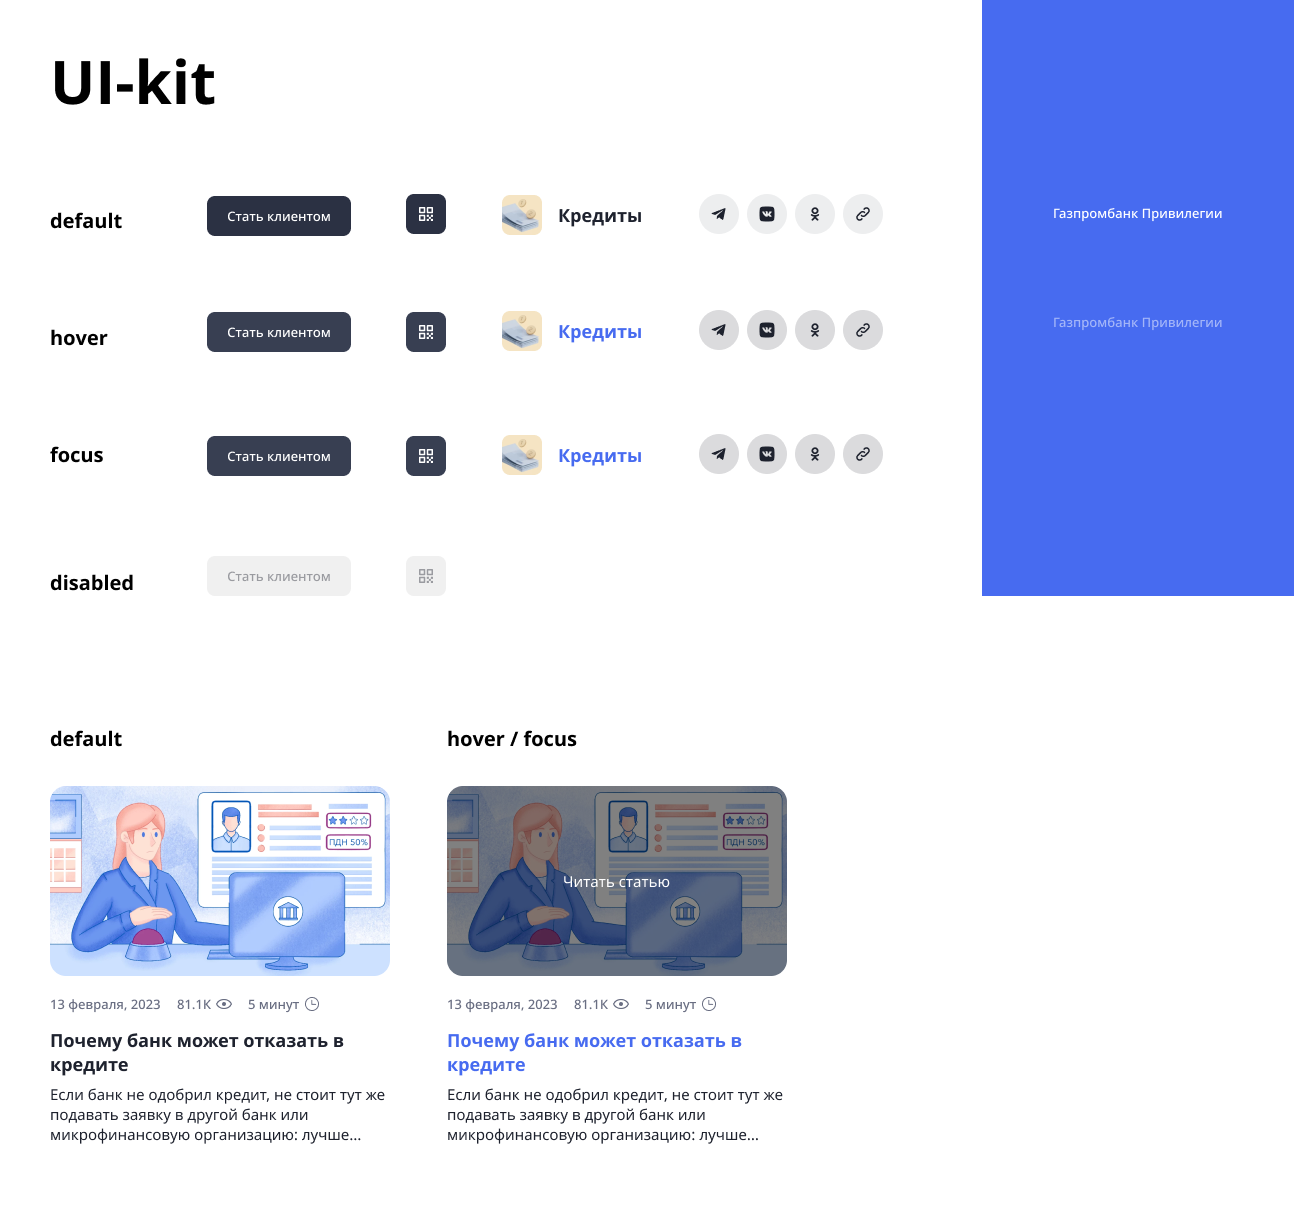 UI-kit
default
Стать клиентом
Кредиты
Газпромбанк Привилегии
hover
Стать клиентом
Кредиты
Газпромбанк Привилегии
focus
Стать клиентом
Кредиты
disabled
Стать клиентом
default
ПДН 50%
13 февраля, 2023 81.1K 5 минут
Почему банк может отказать в
кредите
Если банк не одобрил кредит, не стоит тут же
подавать заявку в другой банк или
микрофинансовую организацию: лучше...
hover / focus
ПДН 50%
Читать статью
13 февраля, 2023 81.1K 5 минут
Почему банк может отказать в
кредите
Если банк не одобрил кредит, не стоит тут же
подавать заявку в другой банк или
микрофинансовую организацию: лучше...